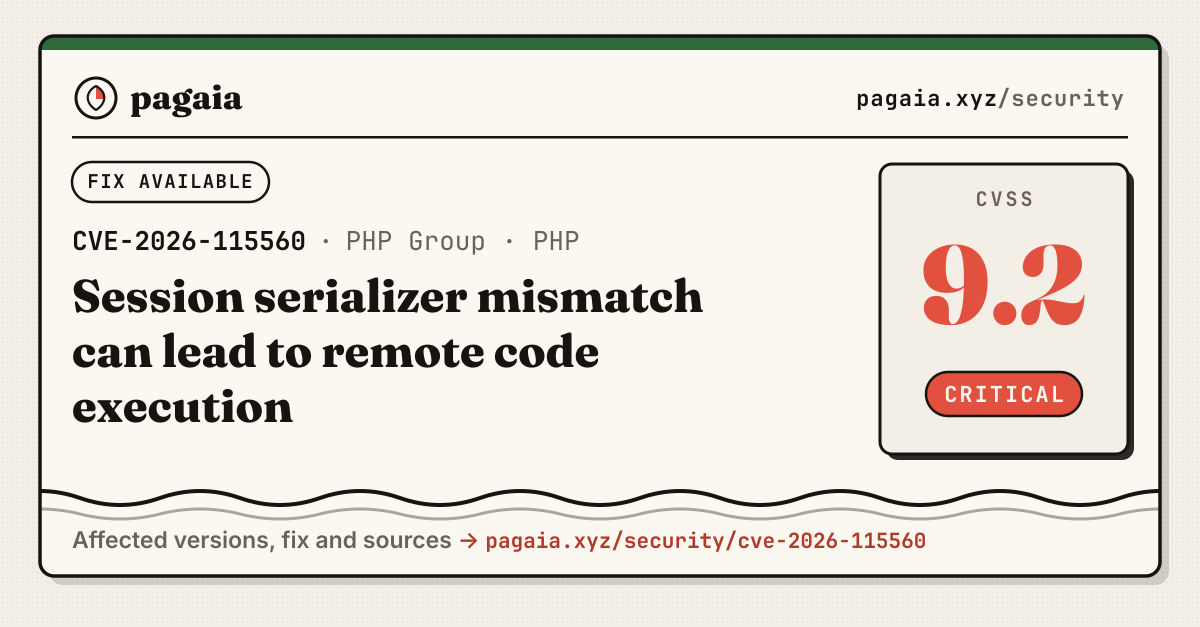 pagaia
pagaia.xyz/security
FIX AVAILABLE
CVE-2026-115560 · PHP Group · PHP
Session serializer mismatch
can lead to remote code
execution
CVSS
9.2
CRITICAL
Affected versions, fix and sources → pagaia.xyz/security/cve-2026-115560